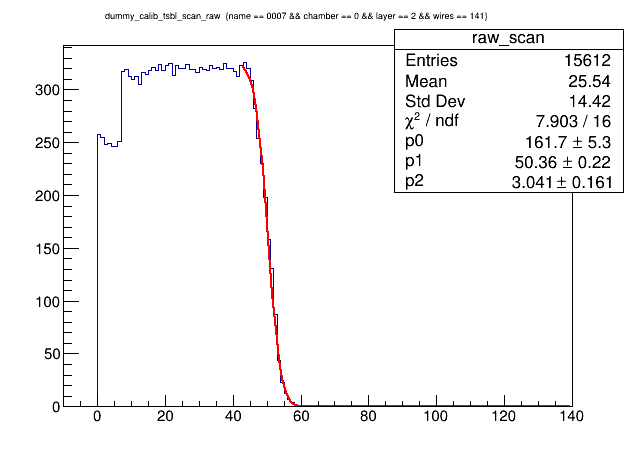 dummy_calib_tsbl_scan_raw (name == 0007 && chamber == 0 && layer == 2 && wires == 141)
raw_scan
Entries 15612
Mean 25.54
Std Dev 14.42
χ² / ndf 7.903 / 16
p0 161.7 ± 5.3
p1 50.36 ± 0.22
p2 3.041 ± 0.161
300
250
200
150
100
50
0
0 20 40 60 80 100 120 140